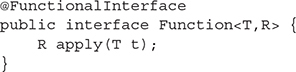 @FunctionalInterface
public interface Function<T,R> {
    R apply(T t);
}